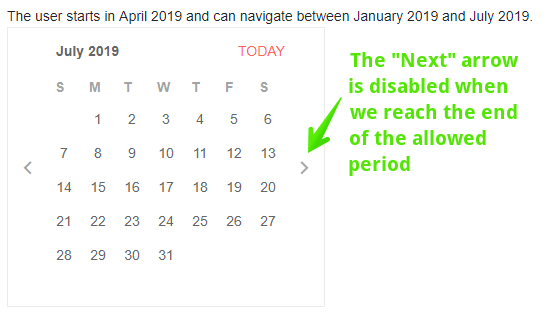 The user starts in April 2019 and can navigate between January 2019 and July 2019.
July 2019 TODAY
S M T W T F S
1 2 3 4 5 6
7 8 9 10 11 12 13
14 15 16 17 18 19 20
21 22 23 24 25 26 27
28 29 30 31
The "Next" arrow
is disabled when
we reach the end
of the allowed
period